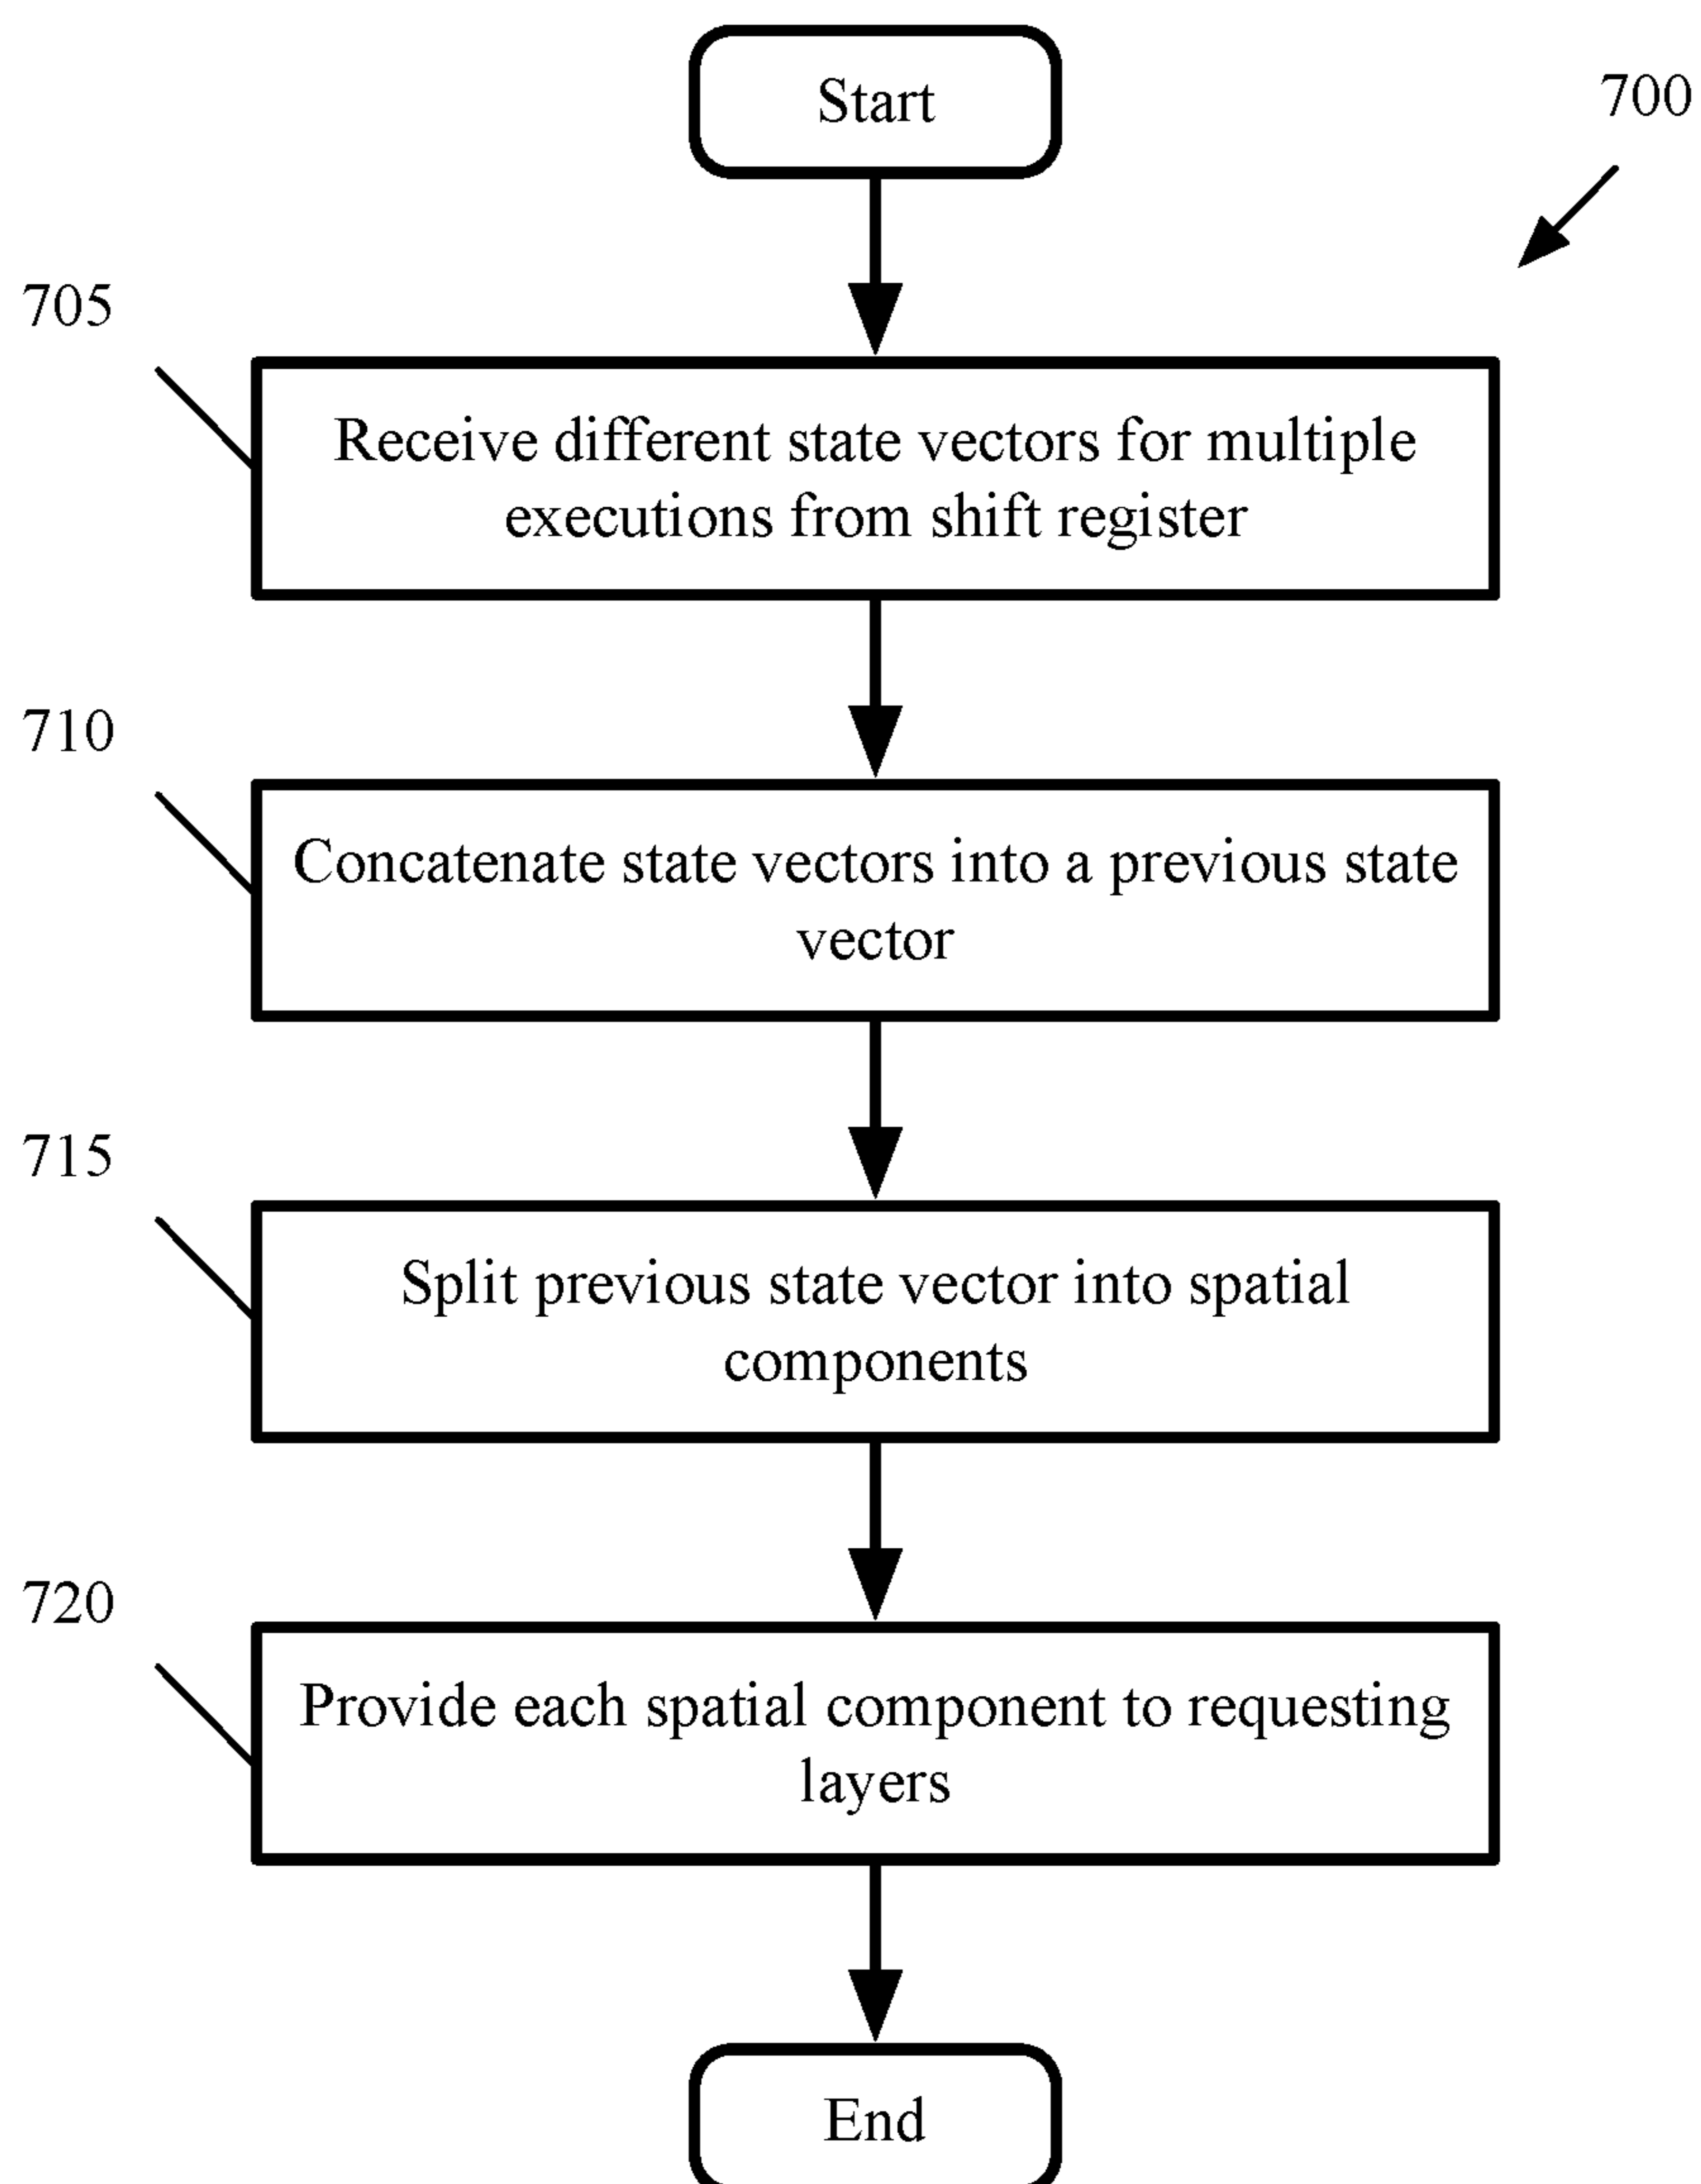 Start
700
705
Receive different state vectors for multiple
executions from shift register
710
Concatenate state vectors into a previous state
vector
715
Split previous state vector into spatial
components
720
Provide each spatial component to requesting
layers
End